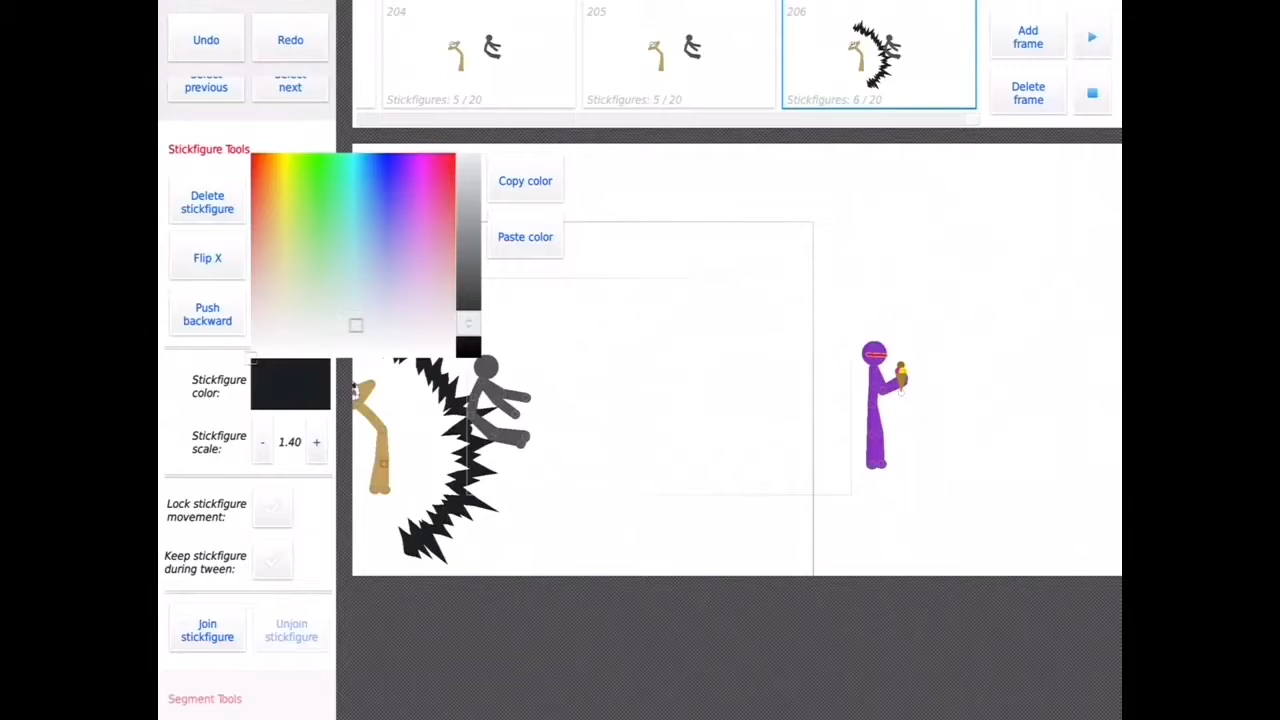 204
205
206
Undo
Redo
Add
frame
Select
previous
Select
next
Delete
frame
Stickfigures: 5 / 20
Stickfigures: 5 / 20
Stickfigures: 6 / 20
Stickfigure Tools
Copy color
Delete
stickfigure
Paste color
Flip X
Push
backward
Stickfigure
color:
Stickfigure
scale:
-
1.40
+
Lock stickfigure
movement:
Keep stickfigure
during tween:
Join
stickfigure
Unjoin
stickfigure
Segment Tools